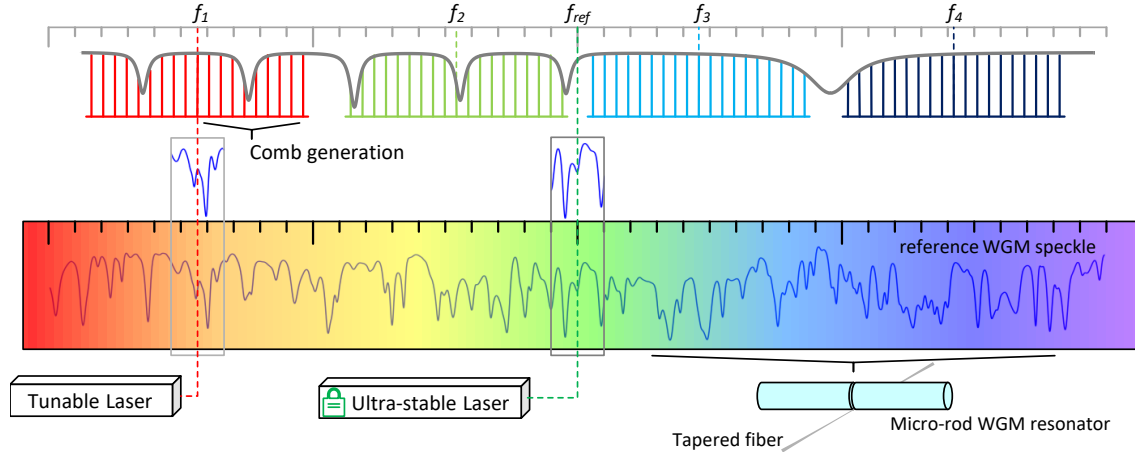 f1 f2 fref f3 f4
Comb generation
reference WGM speckle
Tunable Laser
Ultra-stable Laser
Micro-rod WGM resonator
Tapered fiber